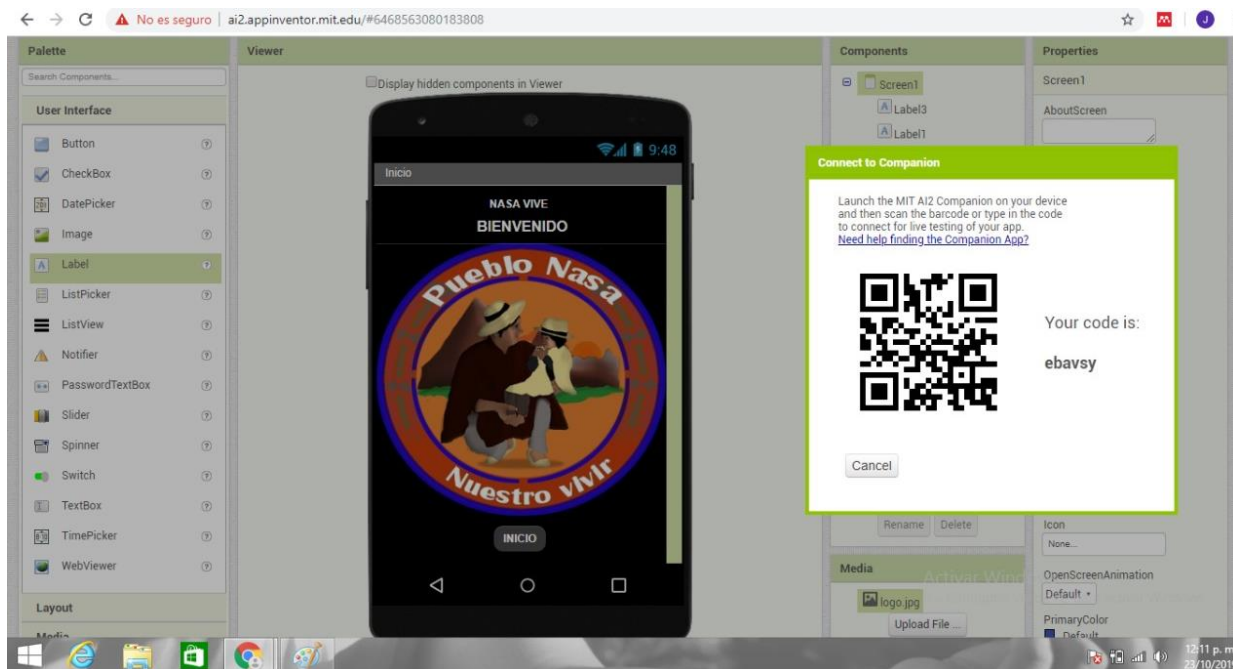 No es seguro | ai2.appinventor.mit.edu/#6468563080183808
J
Palette
Viewer
Components
Properties
Search Components...
User Interface
Button
CheckBox
DatePicker
Image
Label
ListPicker
ListView
Notifier
PasswordTextBox
Slider
Spinner
Switch
TextBox
TimePicker
WebViewer
Layout
Media
Display hidden components in Viewer
9:48
Inicio
NASA VIVE
BIENVENIDO
Pueblo Nasa
Nuestro vivir
INICIO
Screen1
Label3
Label1
Screen1
AboutScreen
Connect to Companion
Launch the MIT AI2 Companion on your device
and then scan the barcode or type in the code
to connect for live testing of your app.
Need help finding the Companion App?
Your code is:
ebavsy
Cancel
Rename Delete
Media
logo.jpg
Upload File ...
Icon
None...
OpenScreenAnimation
Default
PrimaryColor
Default
12:11 p. m.